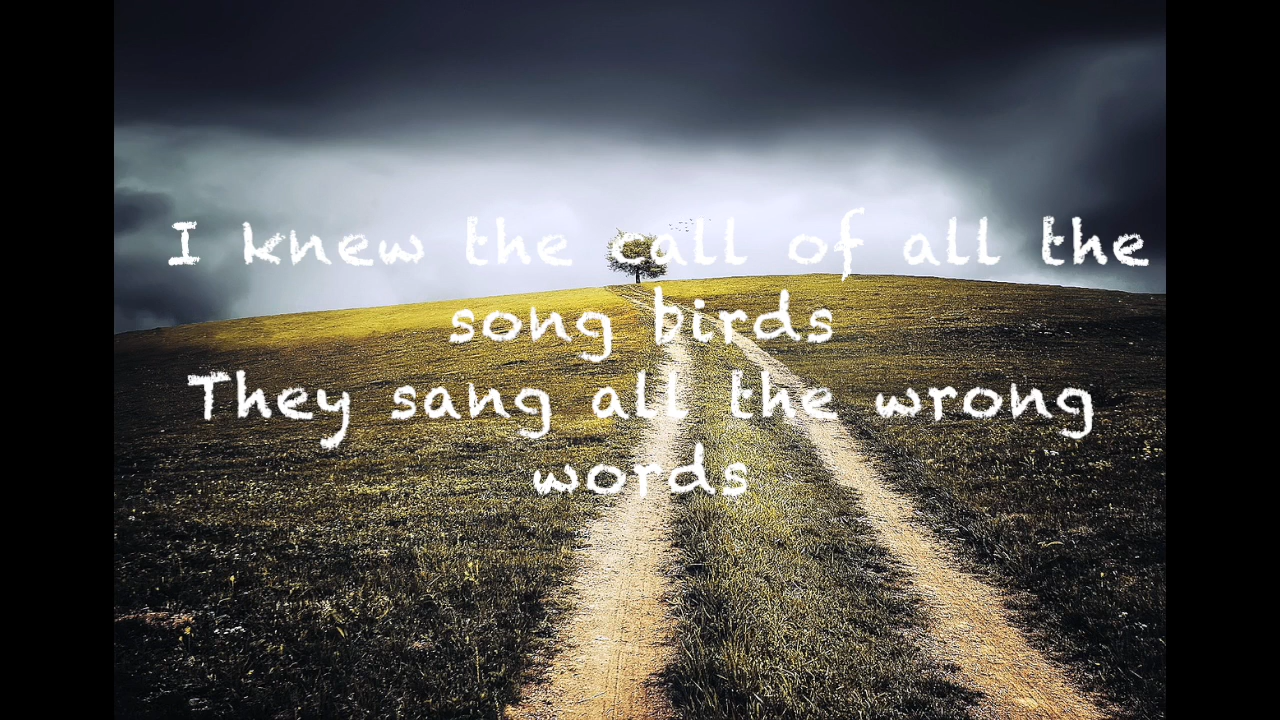 I knew the call of all the
song birds
They sang all the wrong
words